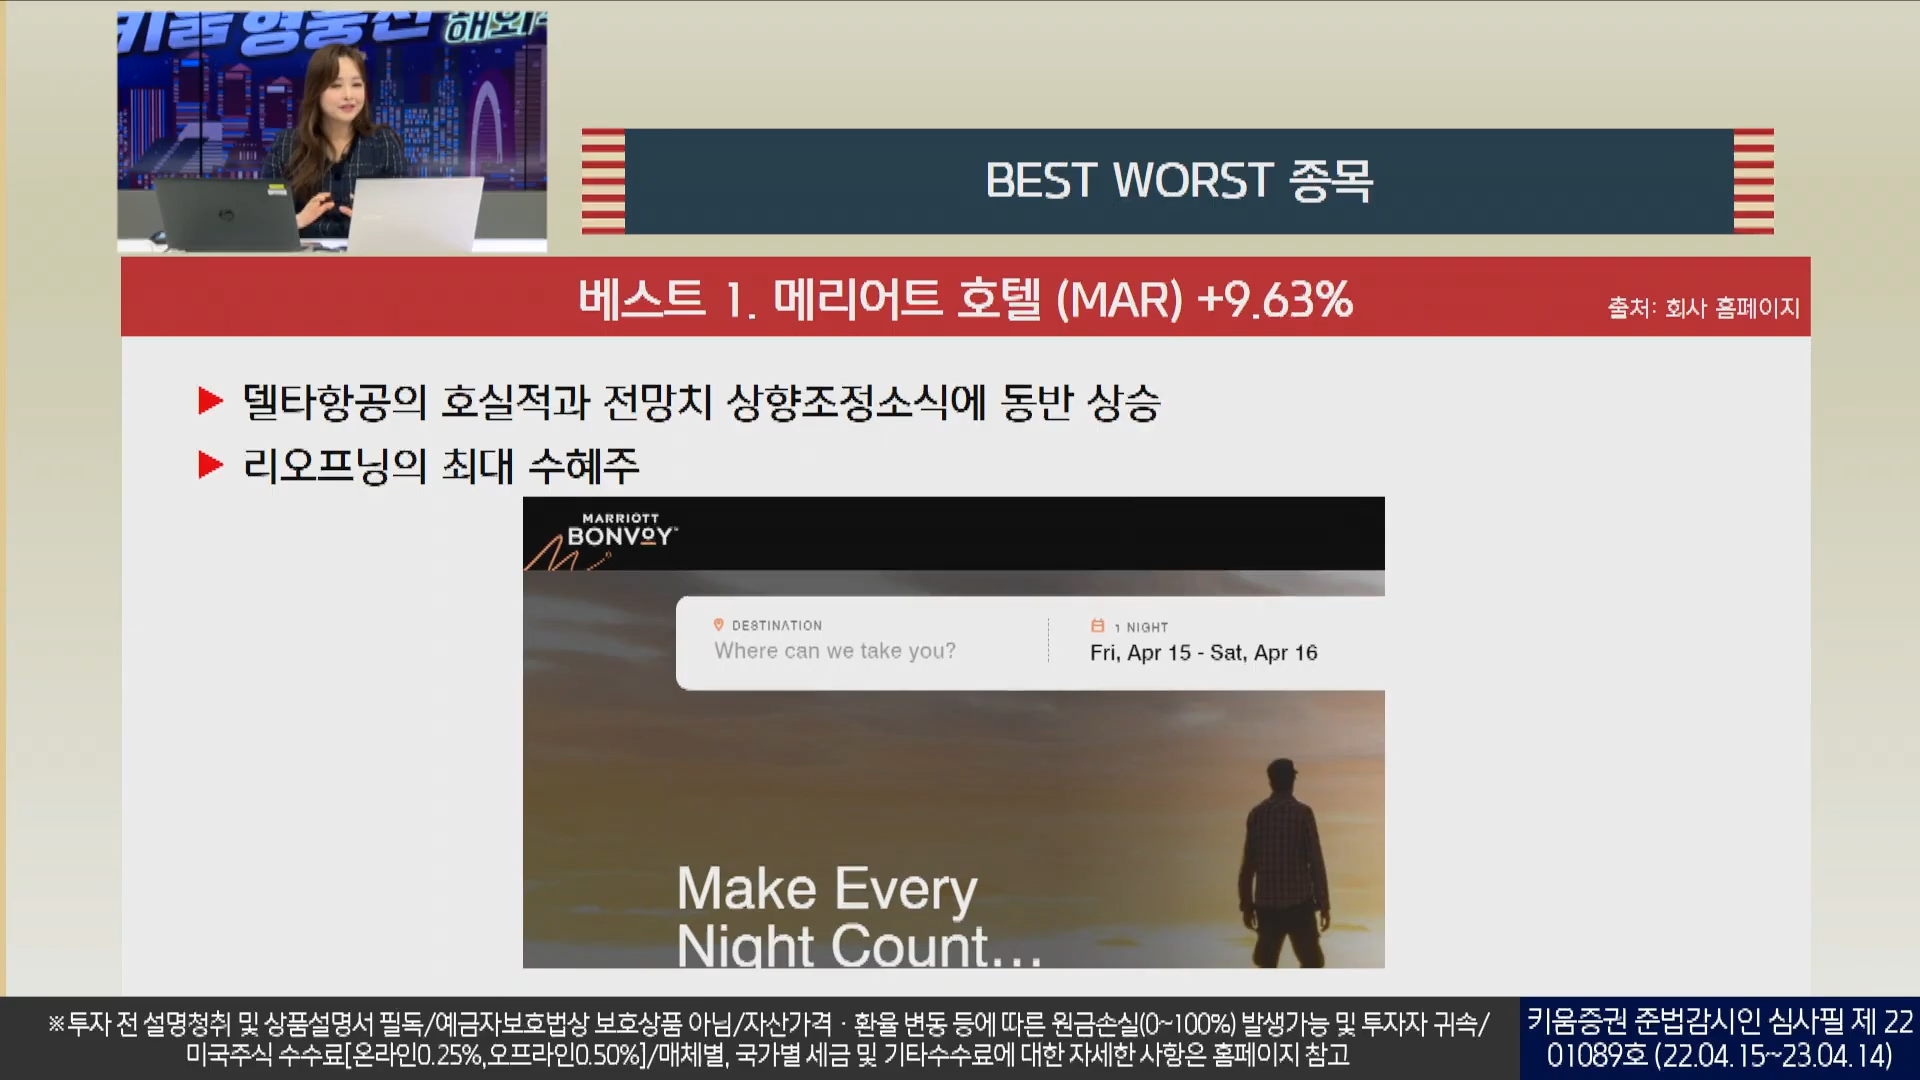 키움영웅전
BEST WORST 종목
베스트 1. 메리어트 호텔 (MAR) +9.63%
출처: 회사 홈페이지
▶ 델타항공의 호실적과 전망치 상향조정소식에 동반 상승
▶ 리오프닝의 최대 수혜주
MARRIOTT
BONVOY™
DESTINATION
Where can we take you?
1 NIGHT
Fri, Apr 15 - Sat, Apr 16
Make Every
Night Count...
※투자 전 설명청취 및 상품설명서 필독/예금자보호법상 보호상품 아님/자산가격·환율 변동 등에 따른 원금손실(0~100%) 발생가능 및 투자자 귀속/
미국주식 수수료[온라인0.25%,오프라인0.50%]/매체별, 국가별 세금 및 기타수수료에 대한 자세한 사항은 홈페이지 참고
키움증권 준법감시인 심사필 제 22
01089호 (22.04.15~23.04.14)